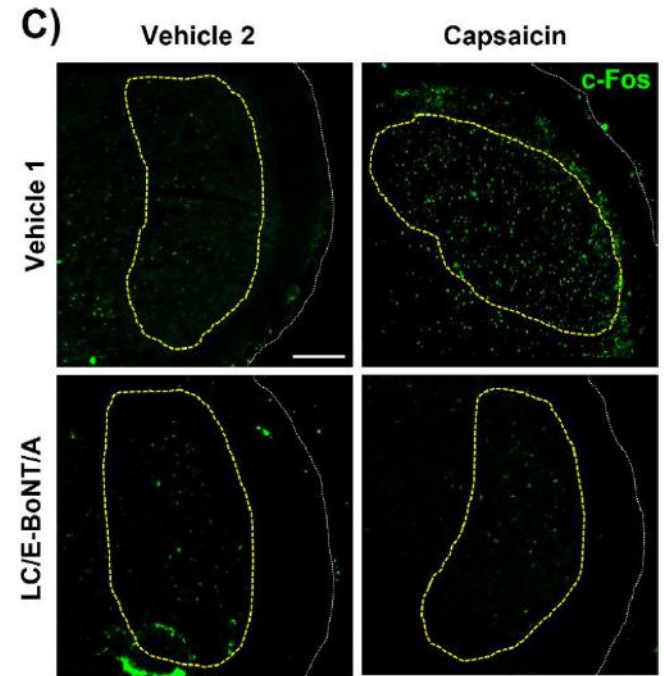 C)
Vehicle 2
Capsaicin
c-Fos
Vehicle 1
LC/E-BoNT/A